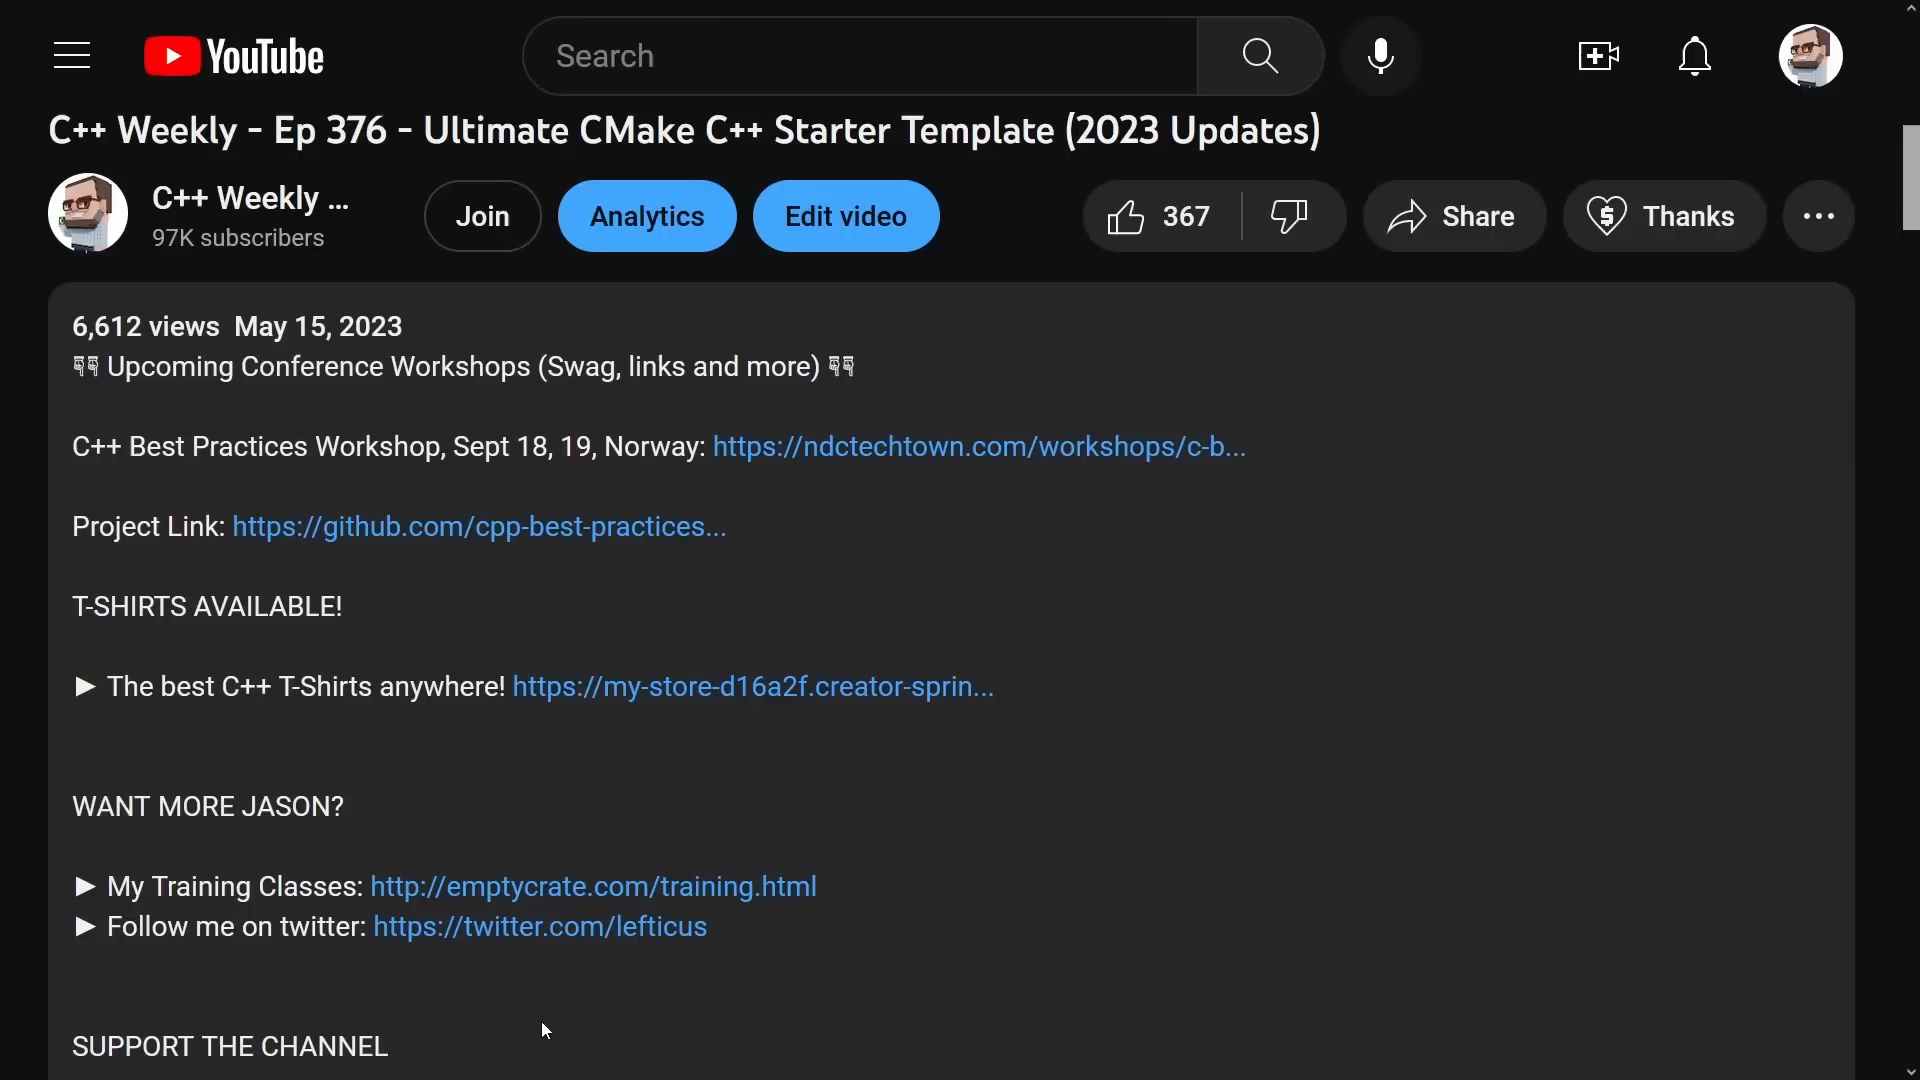 YouTube
Search
C++ Weekly - Ep 376 - Ultimate CMake C++ Starter Template (2023 Updates)
C++ Weekly ...
97K subscribers
Join
Analytics
Edit video
367
Share
Thanks
6,612 views May 15, 2023
👇👇 Upcoming Conference Workshops (Swag, links and more) 👇👇
C++ Best Practices Workshop, Sept 18, 19, Norway: https://ndctechtown.com/workshops/c-b...
Project Link: https://github.com/cpp-best-practices...
T-SHIRTS AVAILABLE!
► The best C++ T-Shirts anywhere! https://my-store-d16a2f.creator-sprin...
WANT MORE JASON?
► My Training Classes: http://emptycrate.com/training.html
► Follow me on twitter: https://twitter.com/lefticus
SUPPORT THE CHANNEL